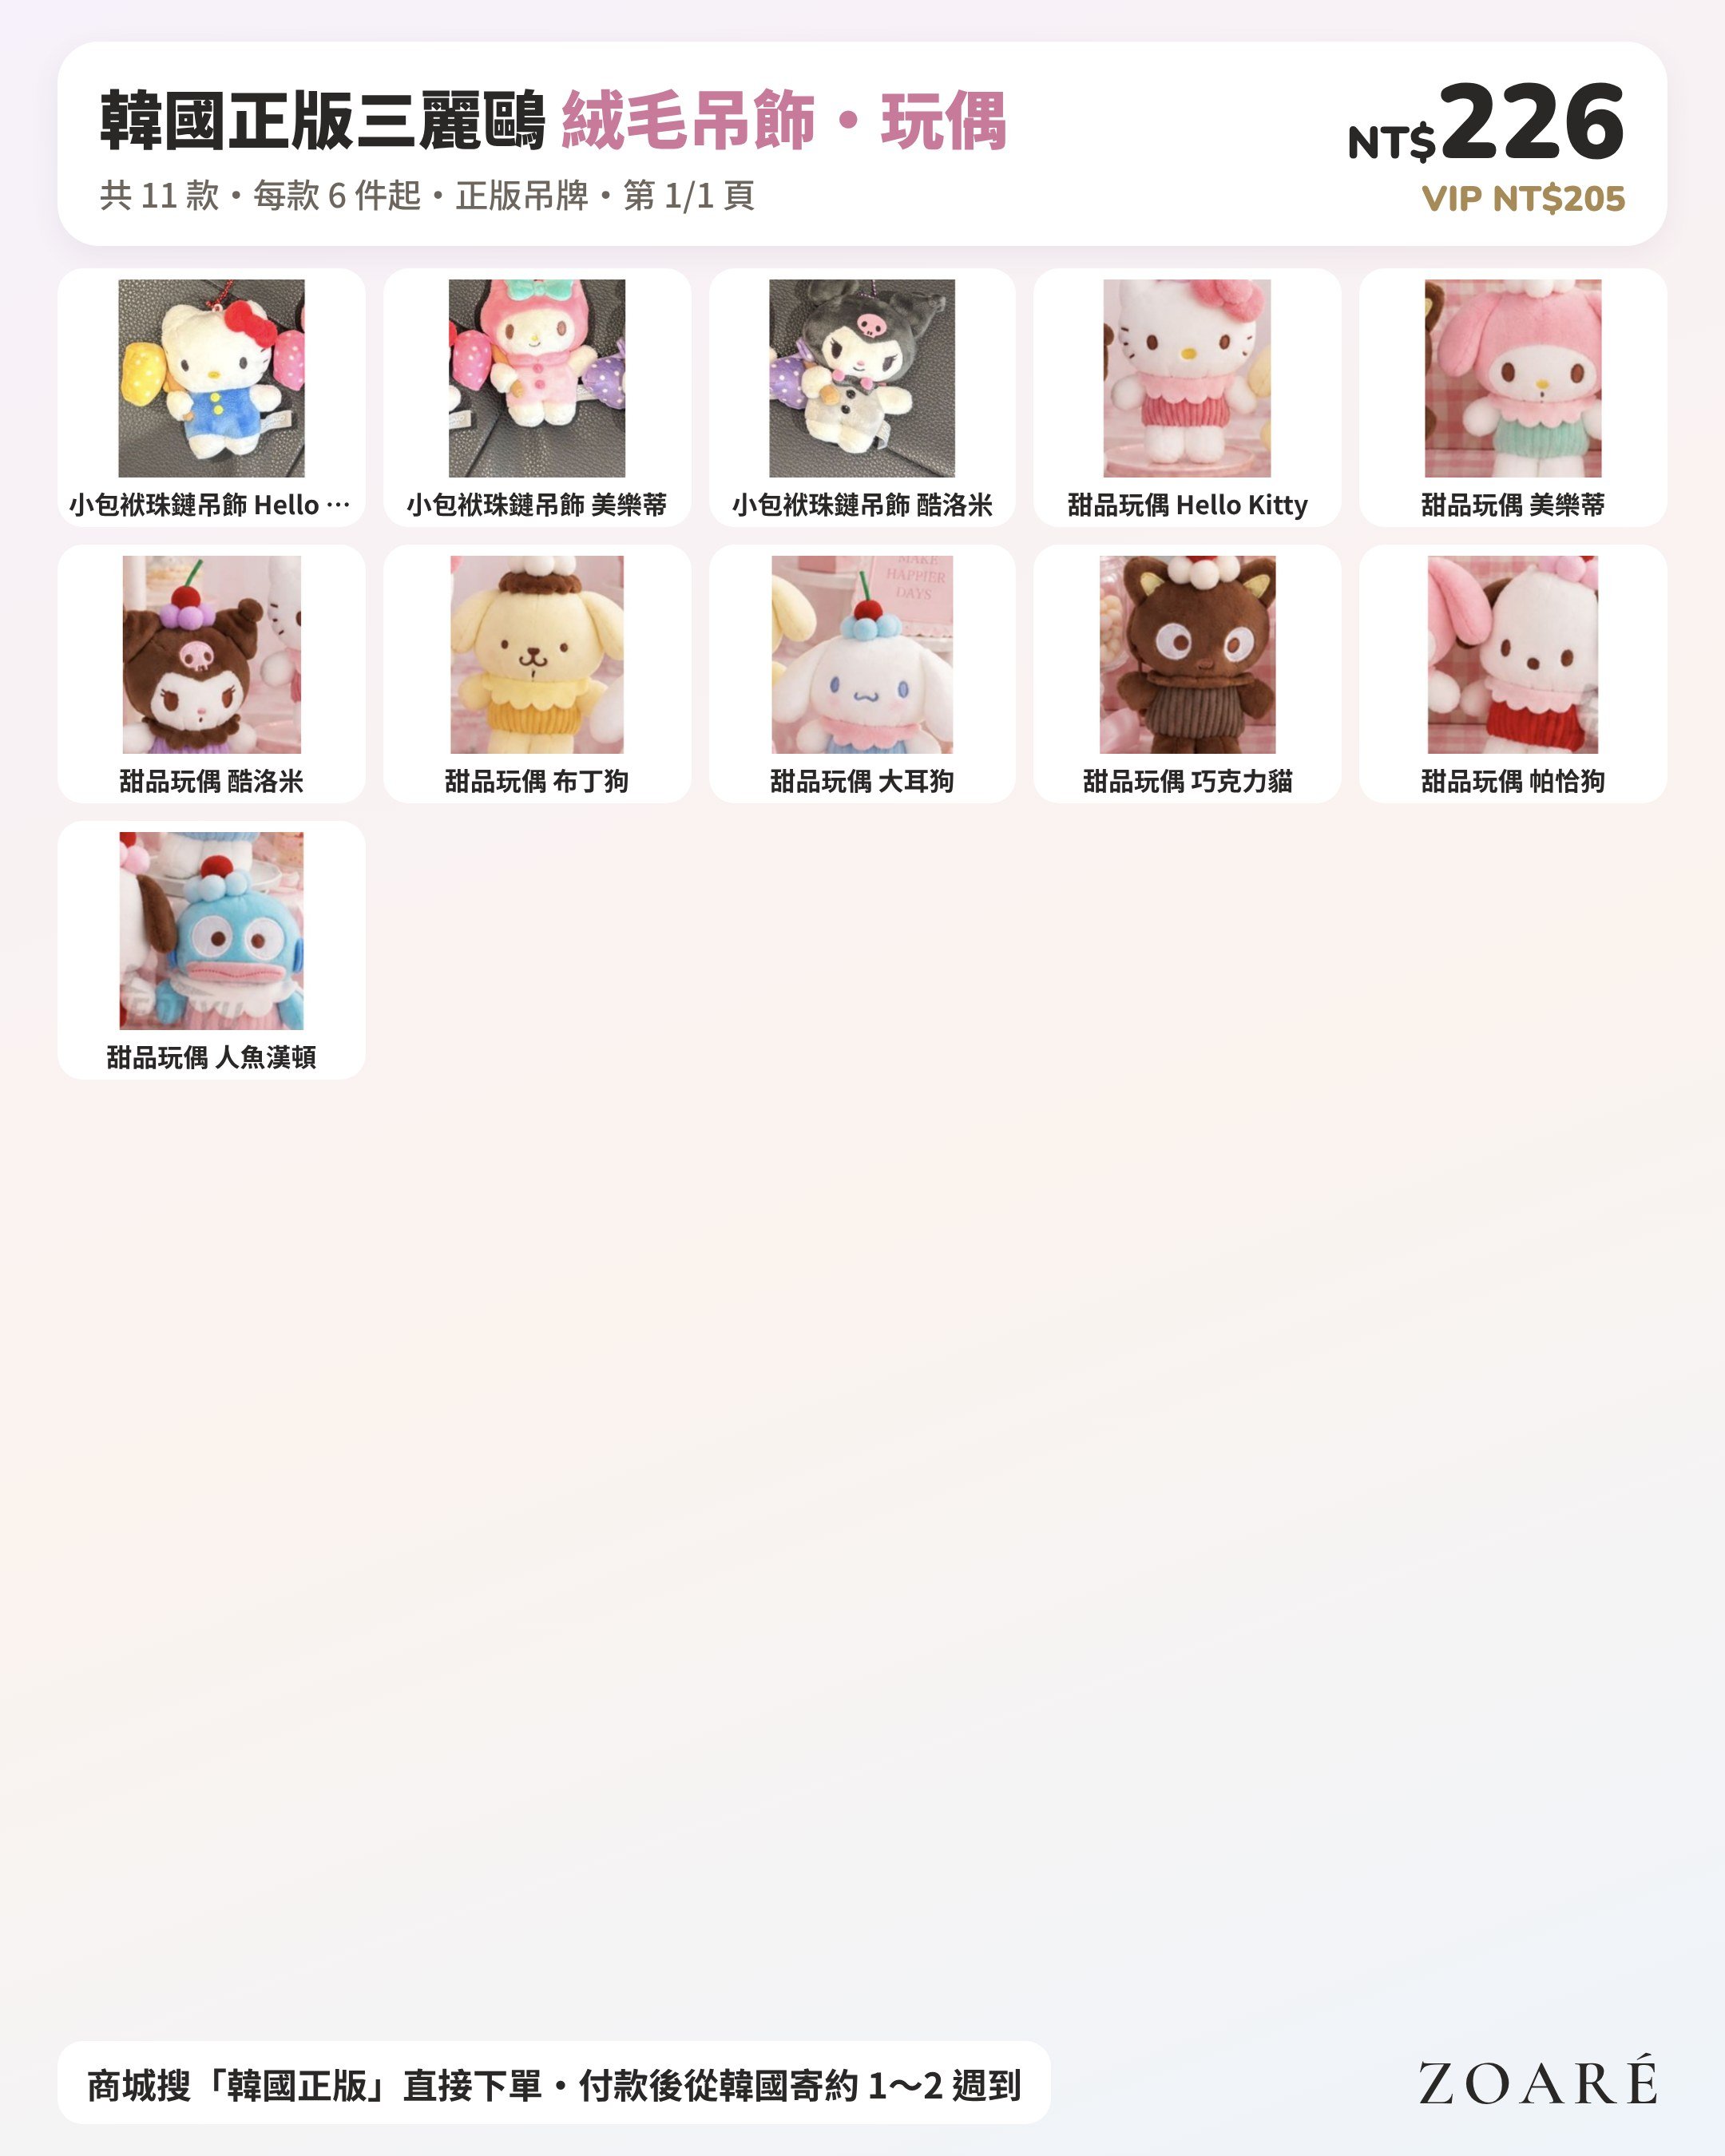 韓國正版三麗鷗 絨毛吊飾・玩偶
NT$226
共 11 款・每款 6 件起・正版吊牌・第 1/1 頁
VIP NT$205
小包袱珠鏈吊飾 Hello …
小包袱珠鏈吊飾 美樂蒂
小包袱珠鏈吊飾 酷洛米
甜品玩偶 Hello Kitty
甜品玩偶 美樂蒂
MAKE
HAPPIER
DAYS
甜品玩偶 酷洛米
甜品玩偶 布丁狗
甜品玩偶 大耳狗
甜品玩偶 巧克力貓
甜品玩偶 帕恰狗
甜品玩偶 人魚漢頓
商城搜「韓國正版」直接下單・付款後從韓國寄約 1～2 週到
ZOARÉ